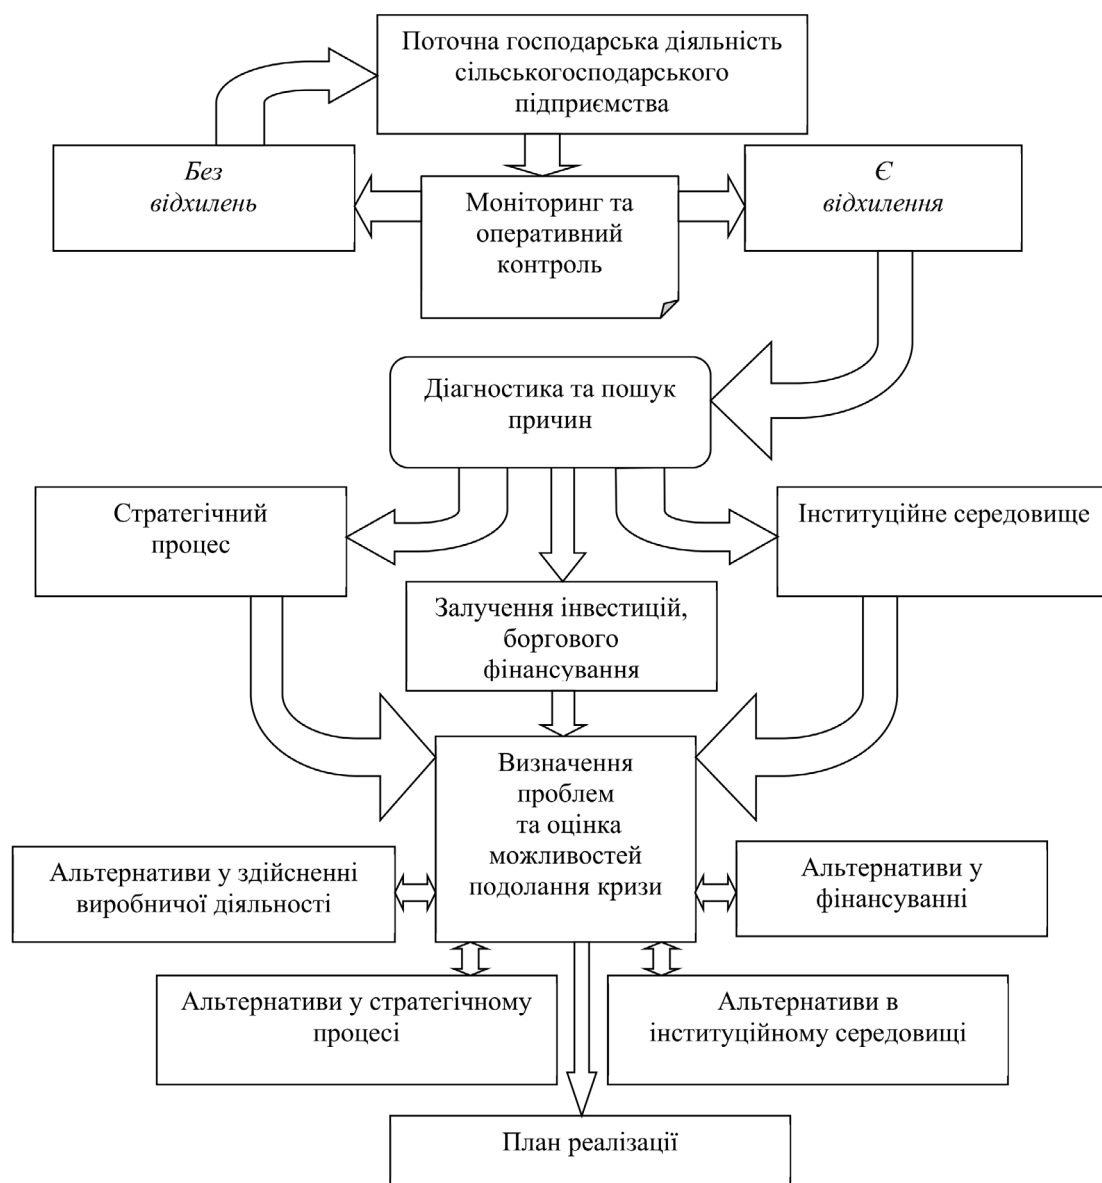 Поточна господарська діяльність
сільськогосподарського
підприємства
Без
відхилень
Моніторинг та
оперативний
контроль
Є
відхилення
Діагностика та пошук
причин
Стратегічний
процес
Інституційне середовище
Залучення інвестицій,
боргового
фінансування
Визначення
проблем
та оцінка
можливостей
подолання кризи
Альтернативи у здійсненні
виробничої діяльності
Альтернативи у
фінансуванні
Альтернативи у стратегічному
процесі
Альтернативи в
інституційному середовищі
План реалізації